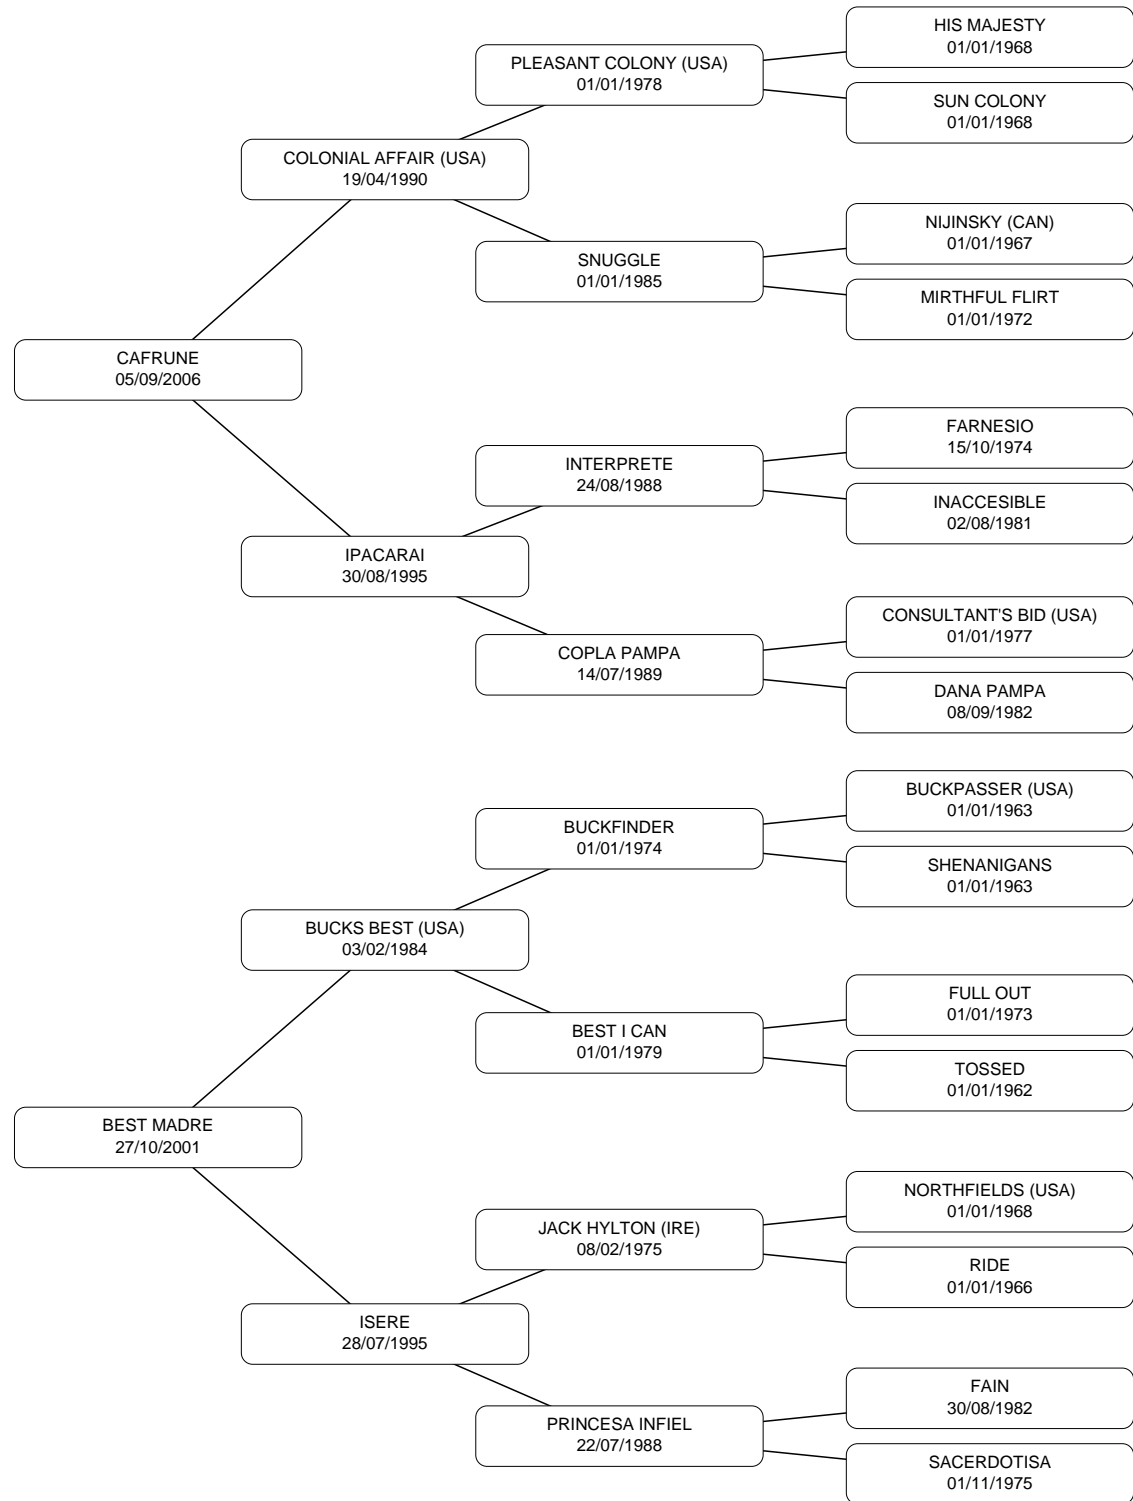 HIS MAJESTY
01/01/1968
PLEASANT COLONY (USA)
01/01/1978
SUN COLONY
01/01/1968
COLONIAL AFFAIR (USA)
19/04/1990
NIJINSKY (CAN)
01/01/1967
SNUGGLE
01/01/1985
MIRTHFUL FLIRT
01/01/1972
CAFRUNE
05/09/2006
FARNESIO
15/10/1974
INTERPRETE
24/08/1988
INACCESIBLE
02/08/1981
IPACARAI
30/08/1995
CONSULTANT'S BID (USA)
01/01/1977
COPLA PAMPA
14/07/1989
DANA PAMPA
08/09/1982
BUCKPASSER (USA)
01/01/1963
BUCKFINDER
01/01/1974
SHENANIGANS
01/01/1963
BUCKS BEST (USA)
03/02/1984
FULL OUT
01/01/1973
BEST I CAN
01/01/1979
TOSSED
01/01/1962
BEST MADRE
27/10/2001
NORTHFIELDS (USA)
01/01/1968
JACK HYLTON (IRE)
08/02/1975
RIDE
01/01/1966
ISERE
28/07/1995
FAIN
30/08/1982
PRINCESA INFIEL
22/07/1988
SACERDOTISA
01/11/1975